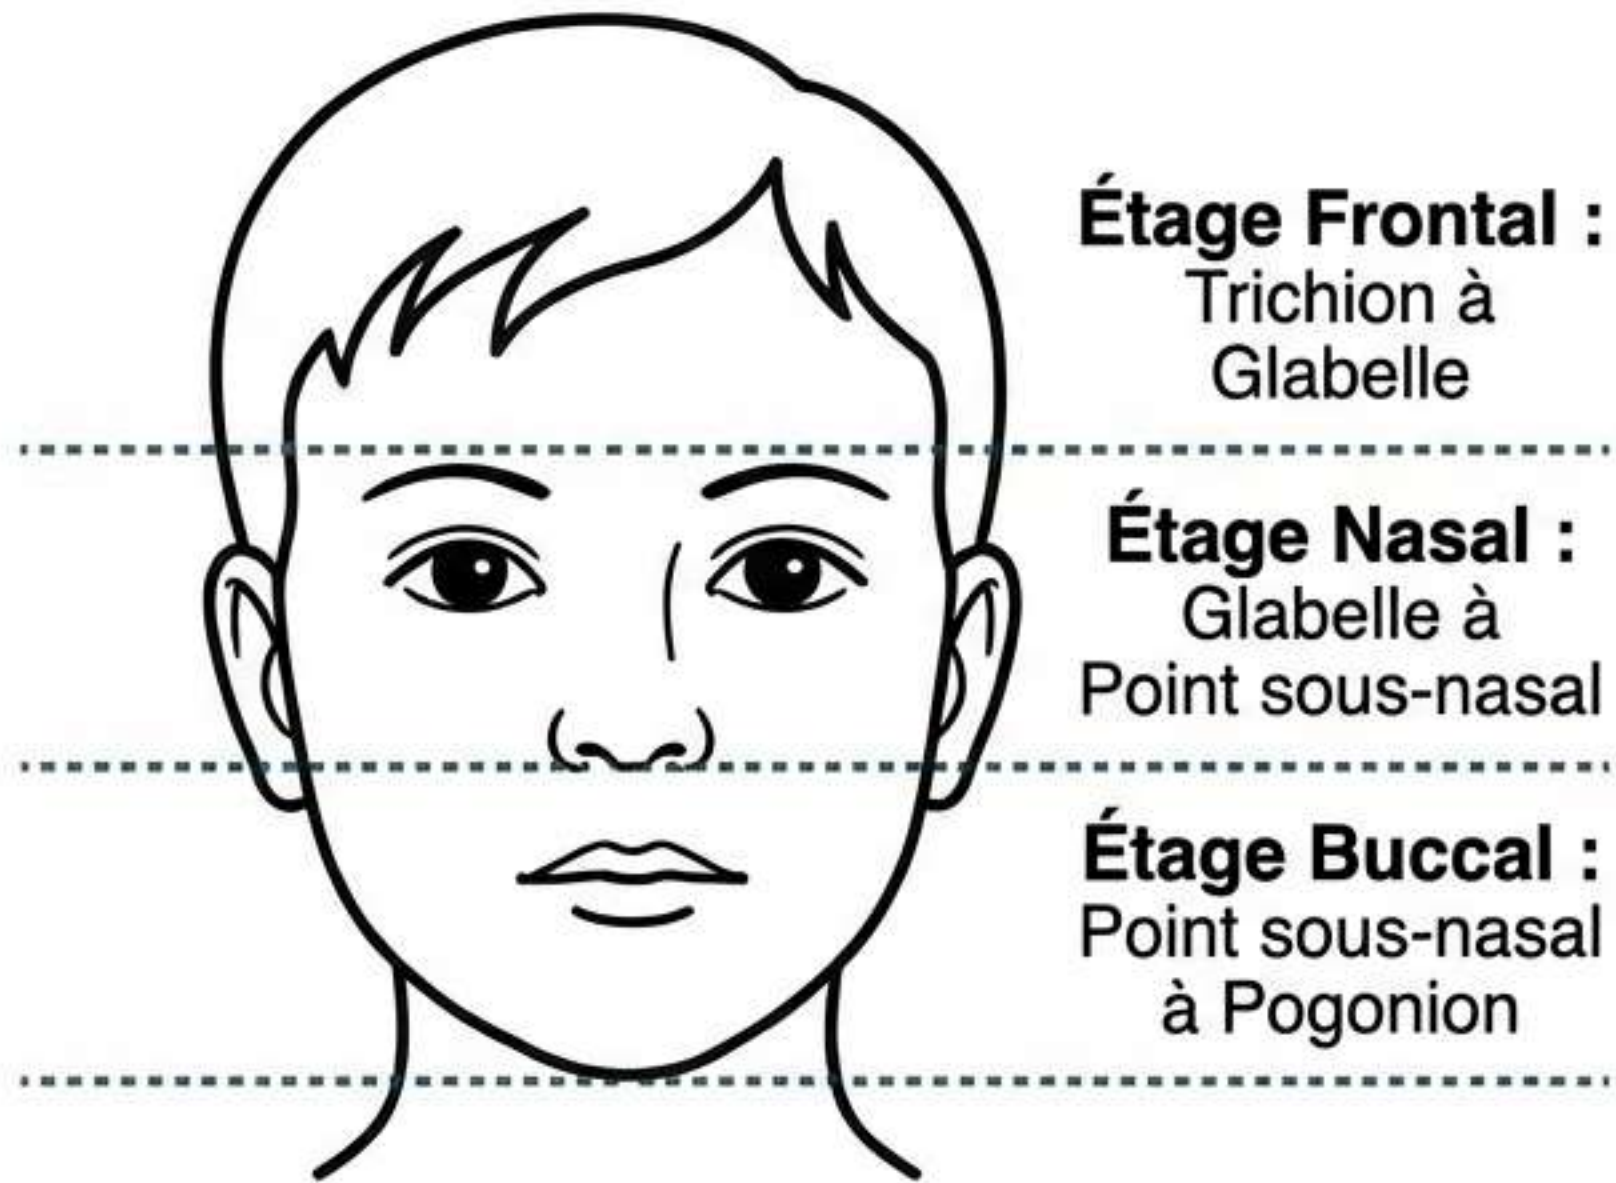 Étage Frontal :
Trichion à
Glabelle
Étage Nasal :
Glabelle à
Point sous-nasal
Étage Buccal :
Point sous-nasal
à Pogonion